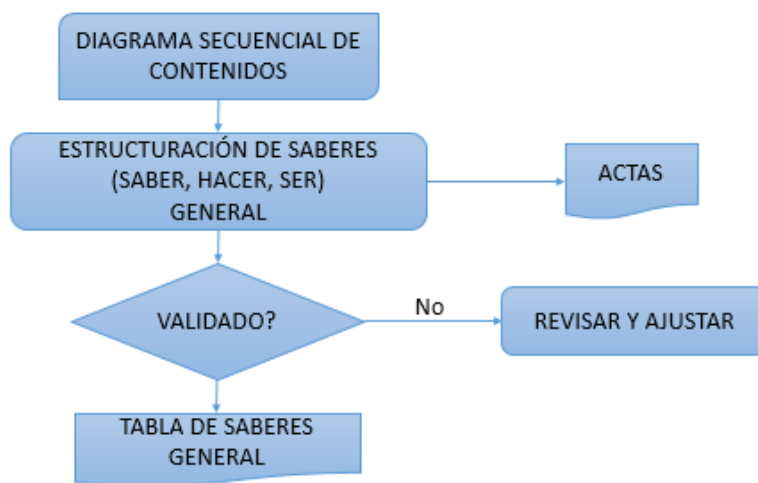 DIAGRAMA SECUENCIAL DE
CONTENIDOS
ESTRUCTURACIÓN DE SABERES
(SABER, HACER, SER)
GENERAL
ACTAS
VALIDADO?
No
REVISAR Y AJUSTAR
TABLA DE SABERES
GENERAL